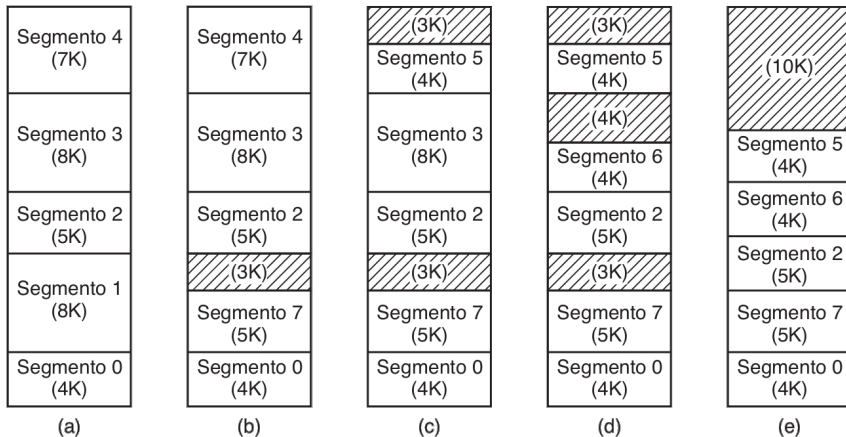 Segmento 4
(7K)
Segmento 3
(8K)
Segmento 2
(5K)
Segmento 1
(8K)
Segmento 0
(4K)
(a)
Segmento 4
(7K)
Segmento 3
(8K)
Segmento 2
(5K)
(3K)
Segmento 7
(5K)
Segmento 0
(4K)
(b)
(3K)
Segmento 5
(4K)
Segmento 3
(8K)
Segmento 2
(5K)
(3K)
Segmento 7
(5K)
Segmento 0
(4K)
(c)
(3K)
Segmento 5
(4K)
(4K)
Segmento 6
(4K)
Segmento 2
(5K)
(3K)
Segmento 7
(5K)
Segmento 0
(4K)
(d)
(10K)
Segmento 5
(4K)
Segmento 6
(4K)
Segmento 2
(5K)
Segmento 7
(5K)
Segmento 0
(4K)
(e)